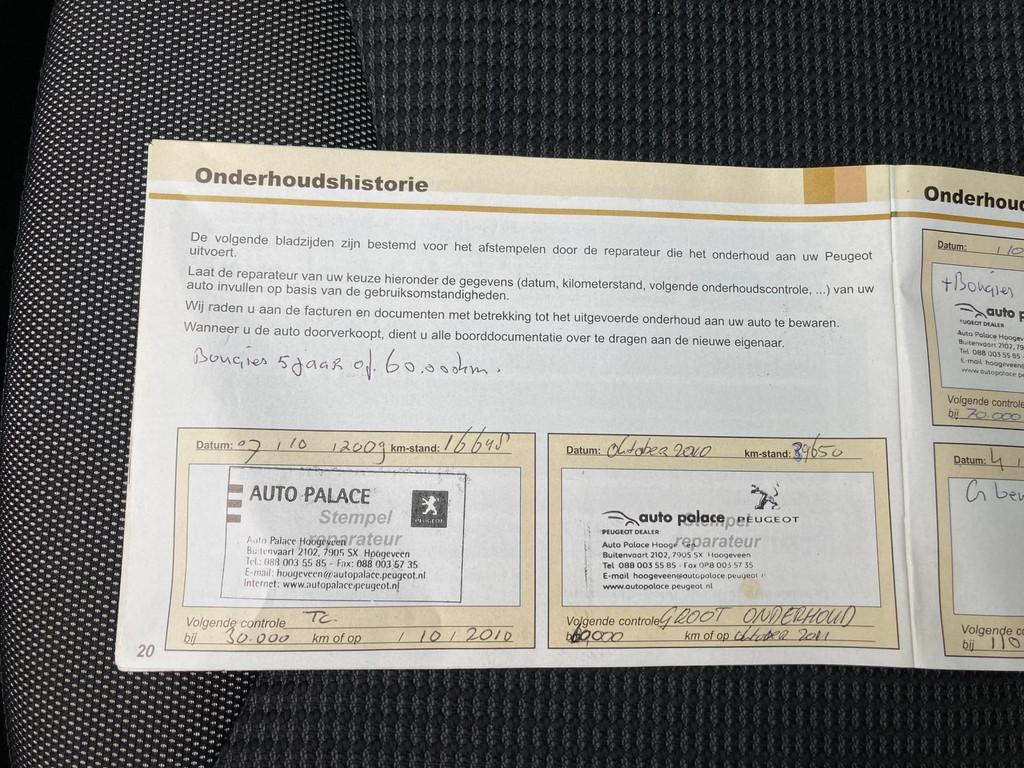 Onderhoudshistorie
De volgende bladzijden zijn bestemd voor het afstempelen door de reparateur die het onderhoud aan uw Peugeot
uitvoert.
Laat de reparateur van uw keuze hieronder de gegevens (datum, kilometerstand, volgende onderhoudscontrole, ...) van uw
auto invullen op basis van de gebruiksomstandigheden.
Wij raden u aan de facturen en documenten met betrekking tot het uitgevoerde onderhoud aan uw auto te bewaren.
Wanneer u de auto doorverkoopt, dient u alle boorddocumentatie over te dragen aan de nieuwe eigenaar.
Bougies 5 jaar of. 60.000km.
Datum: 07 / 10 / 2009 km-stand: 16698
AUTO PALACE
PEUGEOT
Stempel
reparateur
Auto Palace Hoogeveen
Buitenvaart 2102, 7905 SX Hoogeveen
Tel.: 088 003 55 85 - Fax: 088 003 57 35
E-mail: hoogeveen@autopalace.peugeot.nl
Internet: www.autopalace.peugeot.nl
Volgende controle TC.
bij 30.000 km of op / 10 / 2010
Datum: Oktober 2010 km-stand: 39650
auto palace PEUGEOT
Stempel
PEUGEOT DEALER
reparateur
Auto Palace Hooge
Buitenvaart 2102, 7905 SX Hoogeveen
Tel 088 003 55 85 - Fax 088 003 57 35
E-mail hoogeveen@autopalace.peugeot
www.autopalace.peugeot.nl
Volgende controle GROOT ONDERHOUD
bij 60.000 km of op Oktober 2011
20
Onderhoud
Datum: / 10
+Bougies
auto p
PEUGEOT DEALER
Auto Palace Hoogev
Buitenvaart 2102, 79
Tel. 088 003 55 85
E-mail hoogeveen
www.autopalace.pe
Volgende controle
bij 70.000
Datum: 4 /
Volgende co
bij 110